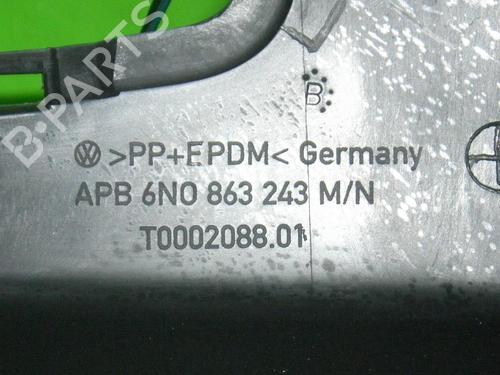 B
>PP+EPDM< Germany
APB 6N0 863 243 M/N
T0002088.01
B-PARTS